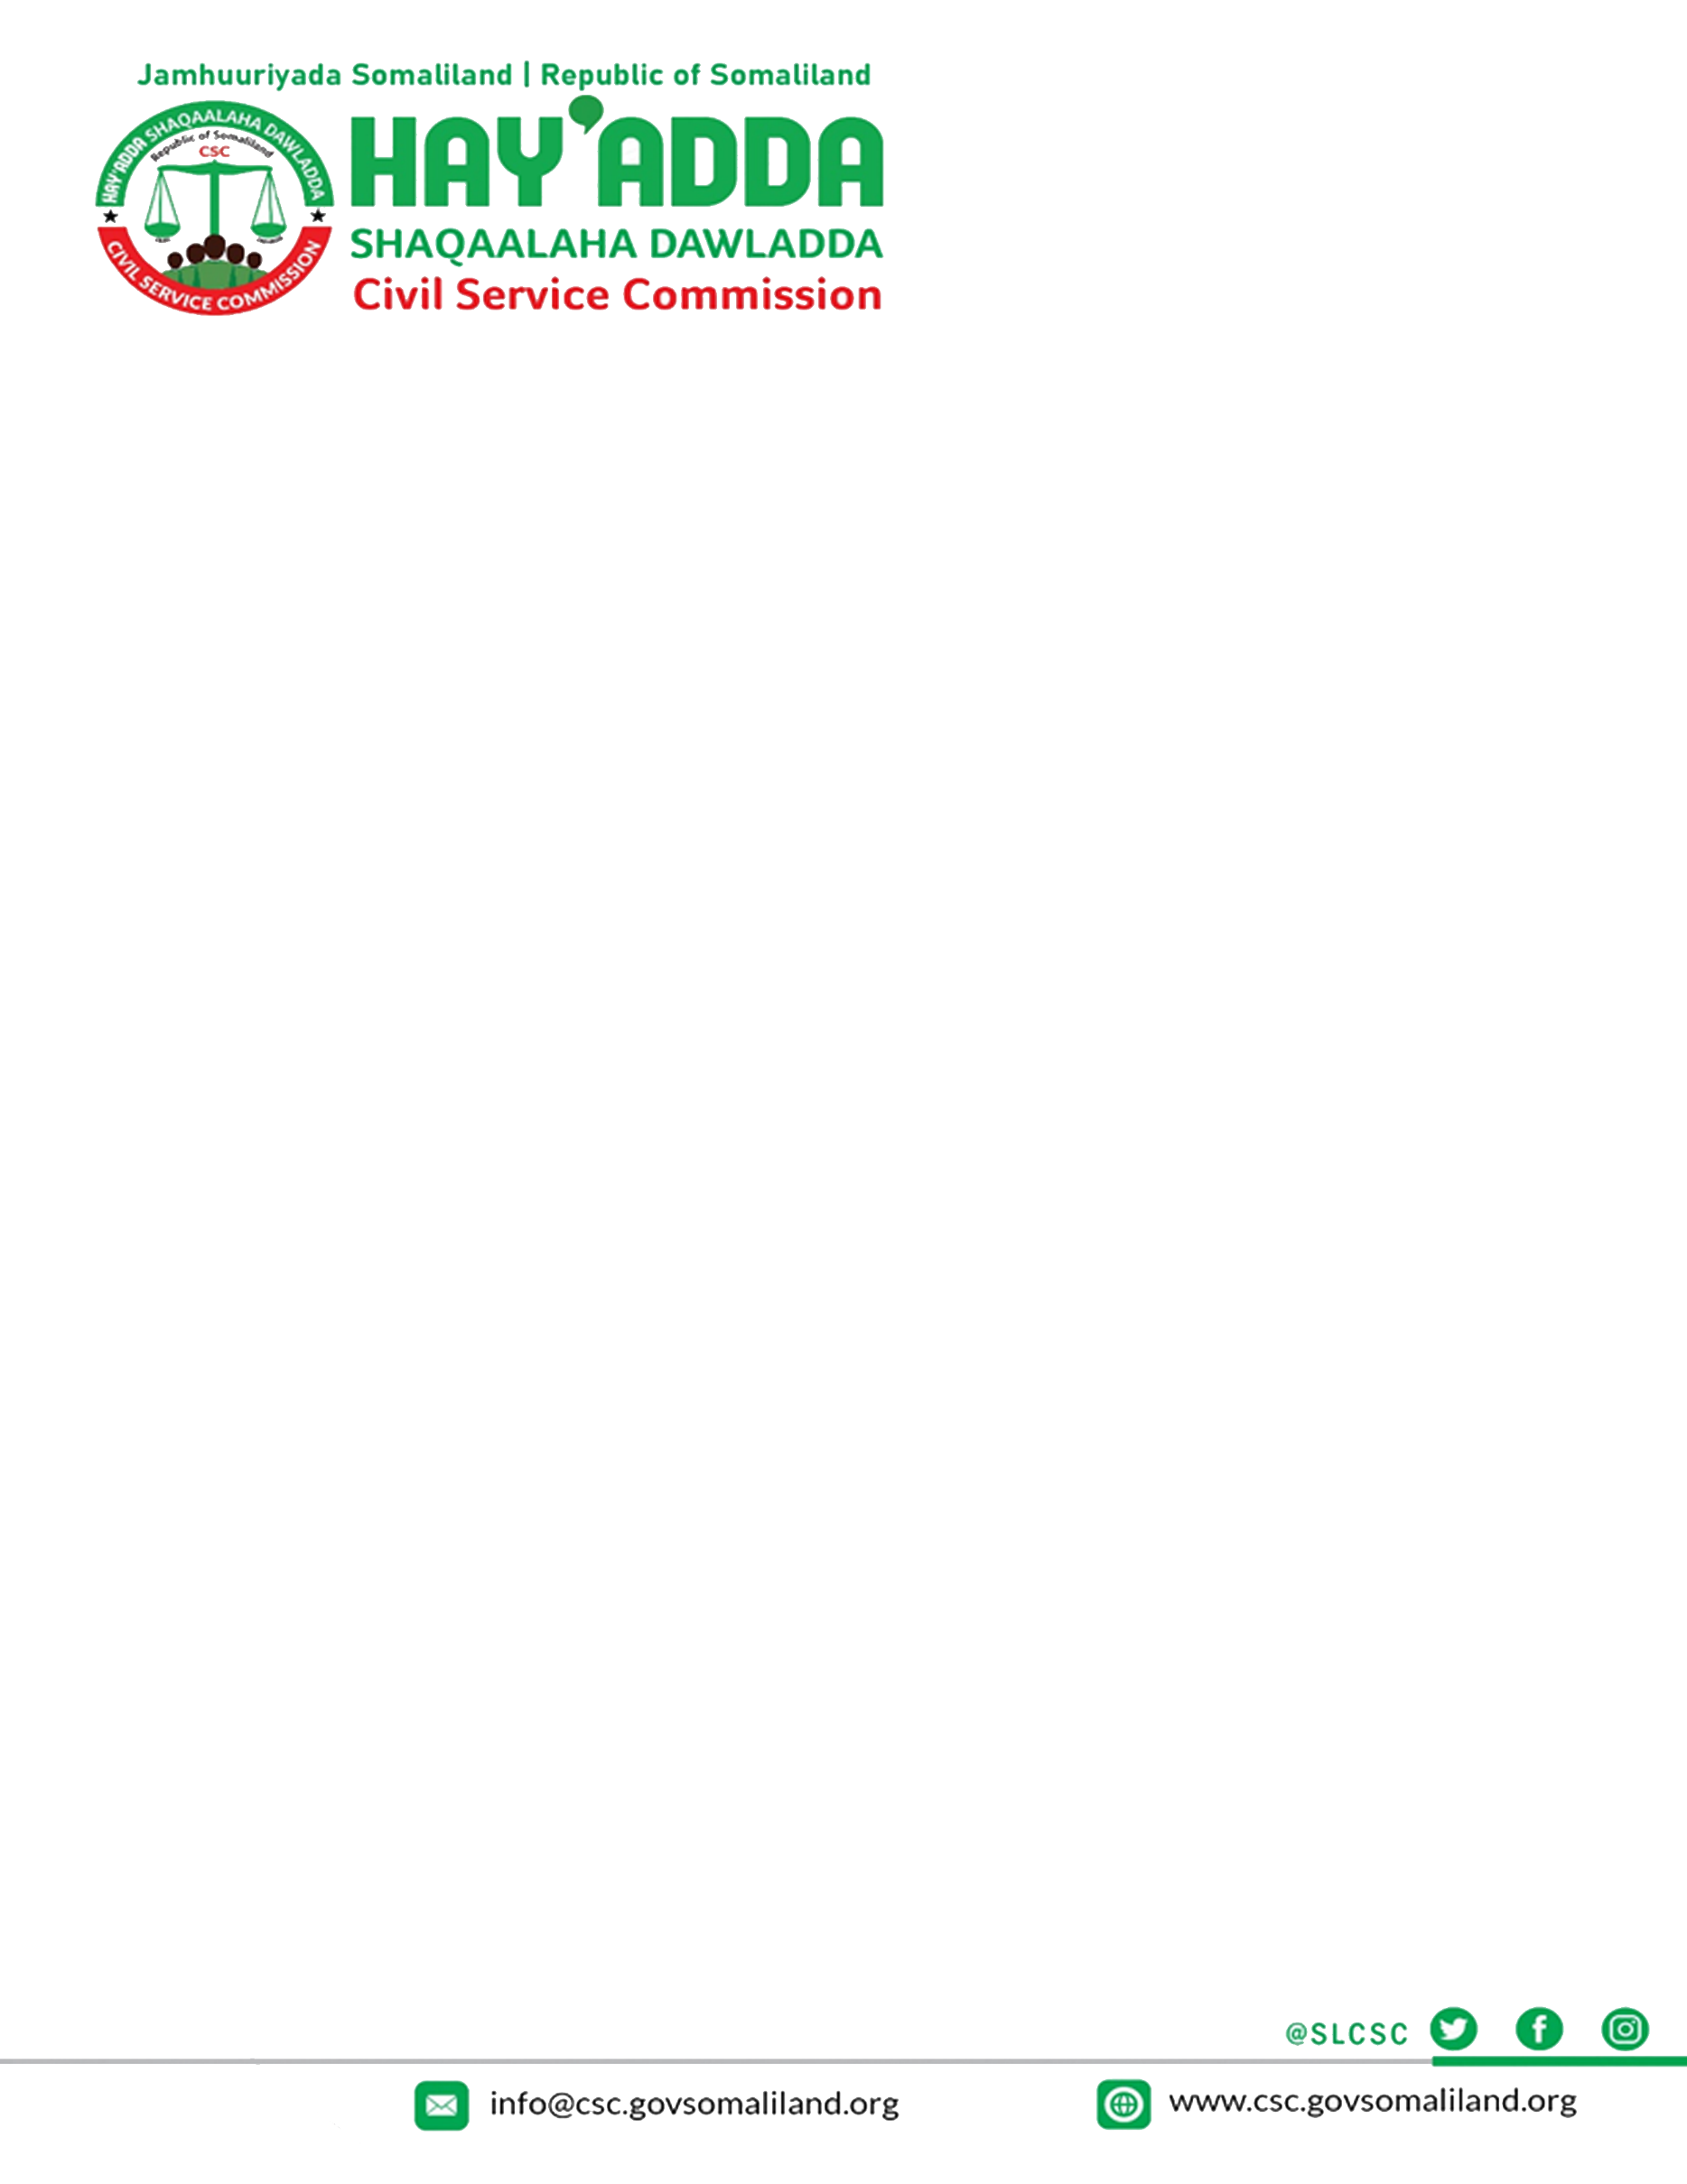 Jamhuuriyada Somaliland | Republic of Somaliland
HAY'ADDA
SHAQAALAHA DAWLADDA
Civil Service Commission
HAY'ADDA SHAQAALAHA DAWLADDA
Republic of Somaliland
CSC
CIVIL SERVICE COMMISSION
@SLCSC
info@csc.govsomaliland.org
www.csc.govsomaliland.org